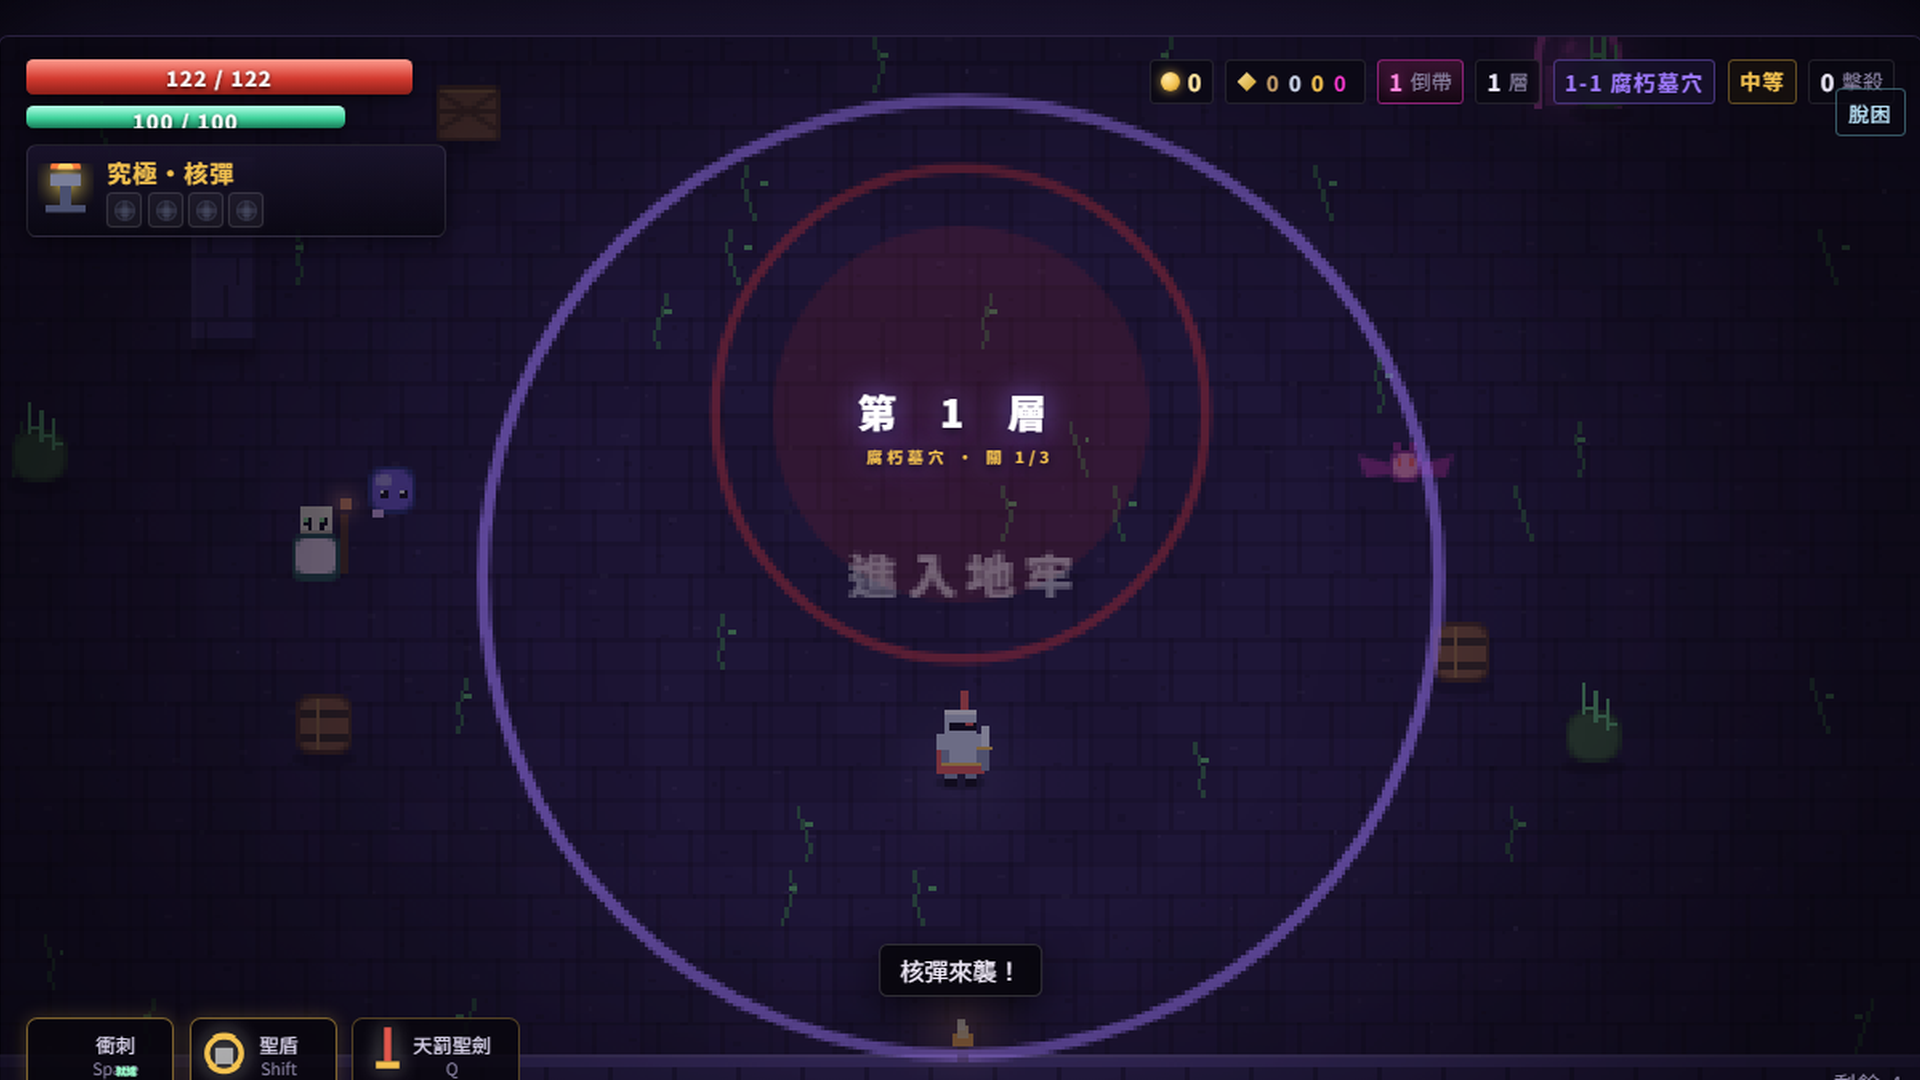 122 / 122
100 / 100
究極・核彈
0
0 0 0 0
1 倒帶
1 層
1-1 腐朽墓穴
中等
0 擊殺
脫困
第 1 層
腐朽墓穴 · 關 1/3
進入地牢
核彈來襲！
衝刺
聖盾
Shift
天罰聖劍
Q